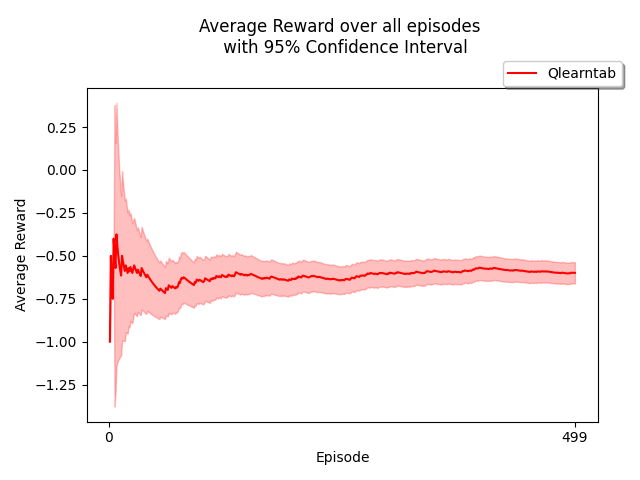 Average Reward over all episodes
with 95% Confidence Interval
Qlearntab
0.25
0.00
−0.25
−0.50
−0.75
−1.00
−1.25
Average Reward
0
499
Episode